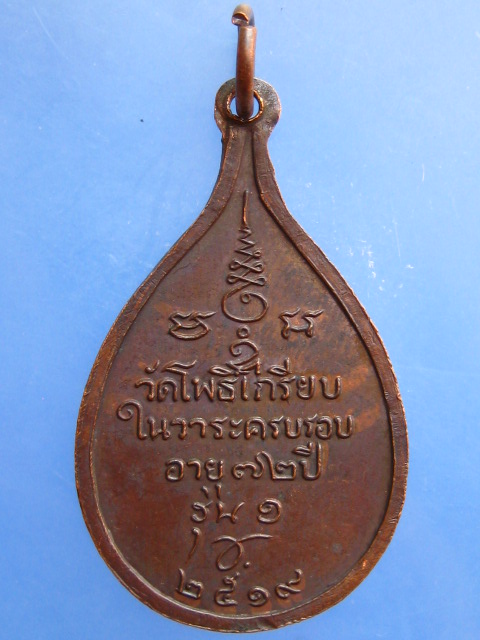 วัดโพธิ์เกรียบ
ในวาระครบรอบ
อายุ ๗๒ ปี
รุ่น ๑
๒๕๑๙